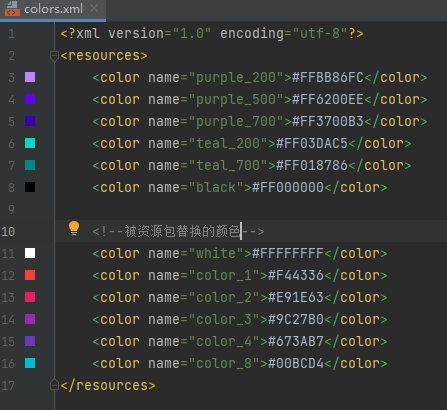 colors.xml
1 <?xml version="1.0" encoding="utf-8"?>
2 <resources>
3 <color name="purple_200">#FFBB86FC</color>
4 <color name="purple_500">#FF6200EE</color>
5 <color name="purple_700">#FF3700B3</color>
6 <color name="teal_200">#FF03DAC5</color>
7 <color name="teal_700">#FF018786</color>
8 <color name="black">#FF000000</color>
9
10 <!--被资源包替换的颜色-->
11 <color name="white">#FFFFFFFF</color>
12 <color name="color_1">#F44336</color>
13 <color name="color_2">#E91E63</color>
14 <color name="color_3">#9C27B0</color>
15 <color name="color_4">#673AB7</color>
16 <color name="color_8">#00BCD4</color>
17 </resources>